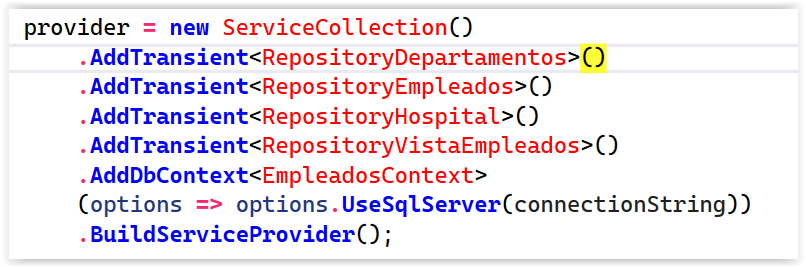 provider = new ServiceCollection()
.AddTransient<RepositoryDepartamentos>()
.AddTransient<RepositoryEmpleados>()
.AddTransient<RepositoryHospital>()
.AddTransient<RepositoryVistaEmpleados>()
.AddDbContext<EmpleadosContext>
(options => options.UseSqlServer(connectionString))
.BuildServiceProvider();